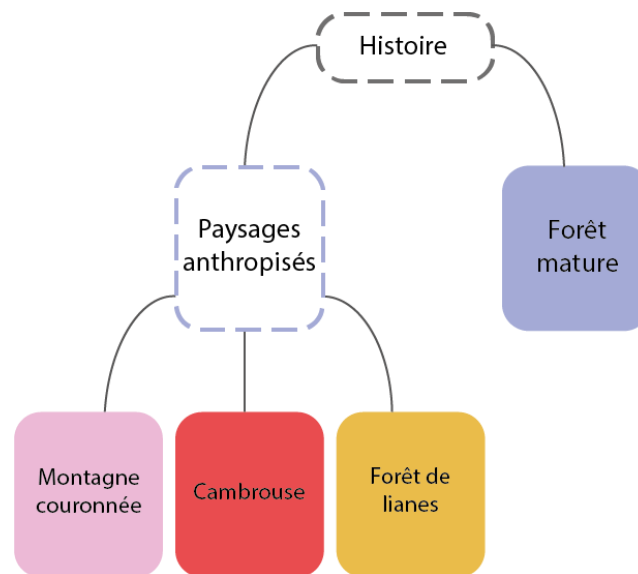 Histoire
Paysages
anthropisés
Forêt
mature
Montagne
couronnée
Cambrouse
Forêt de
lianes